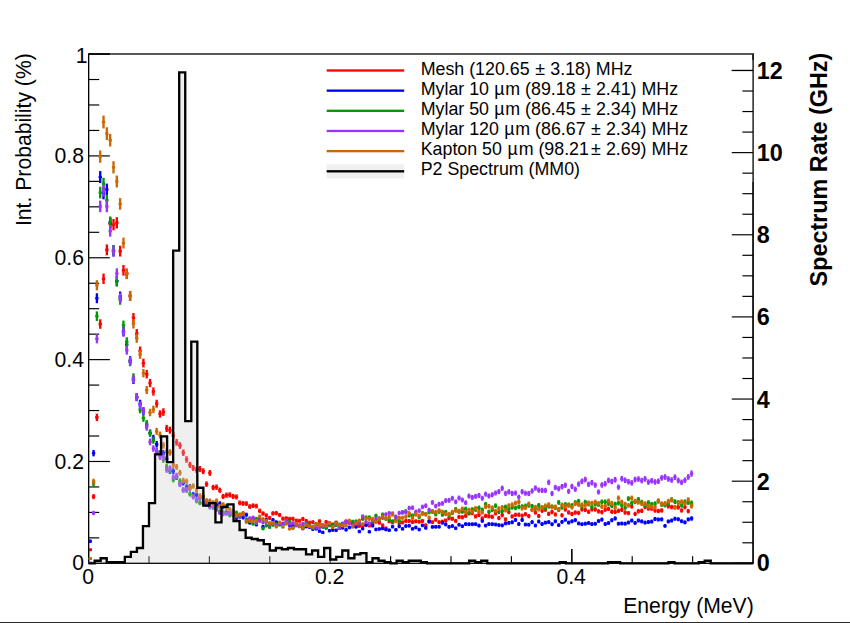 Int. Probability (%)
1
0.8
0.6
0.4
0.2
0
Mesh (120.65 ± 3.18) MHz
Mylar 10 µm (89.18 ± 2.41) MHz
Mylar 50 µm (86.45 ± 2.34) MHz
Mylar 120 µm (86.67 ± 2.34) MHz
Kapton 50 µm (98.21± 2.69) MHz
P2 Spectrum (MM0)
12
10
8
6
4
2
0
Spectrum Rate (GHz)
0 0.2 0.4
Energy (MeV)